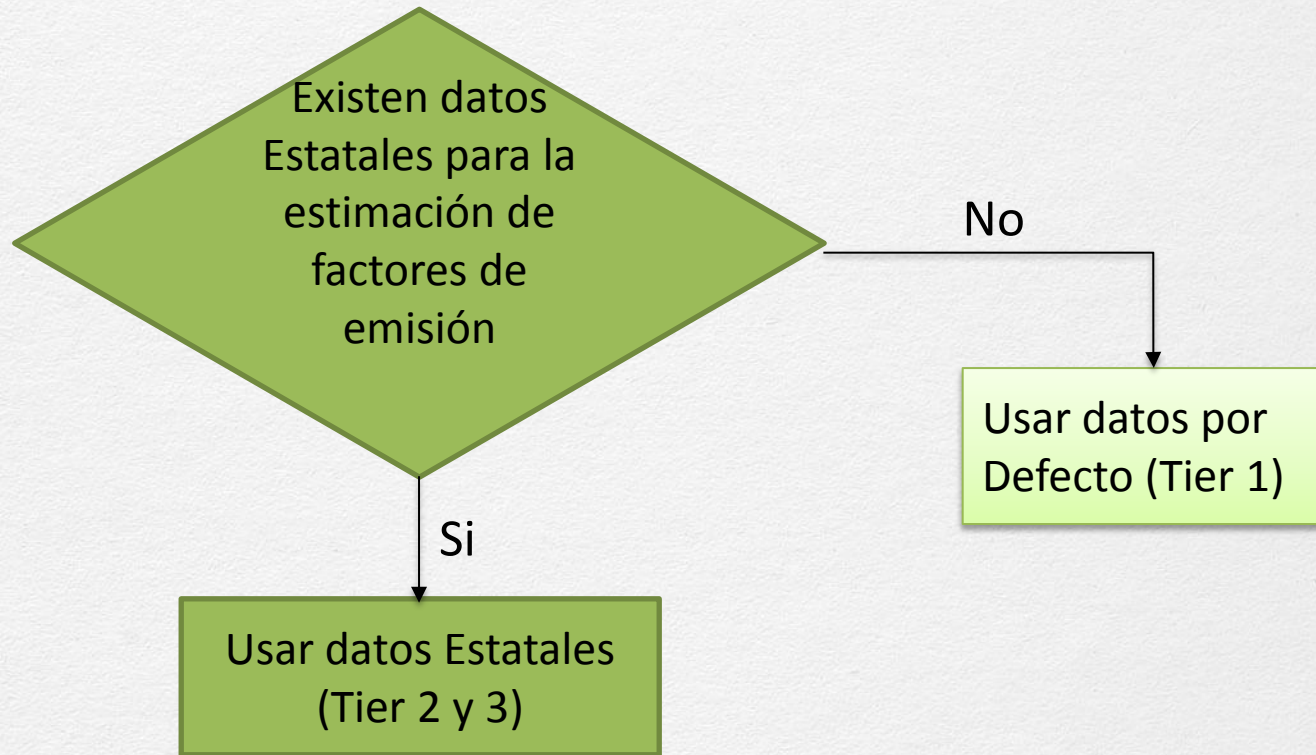 Existen datos
Estatales para la
estimación de
factores de
emisión
No
Usar datos por
Defecto (Tier 1)
Si
Usar datos Estatales
(Tier 2 y 3)